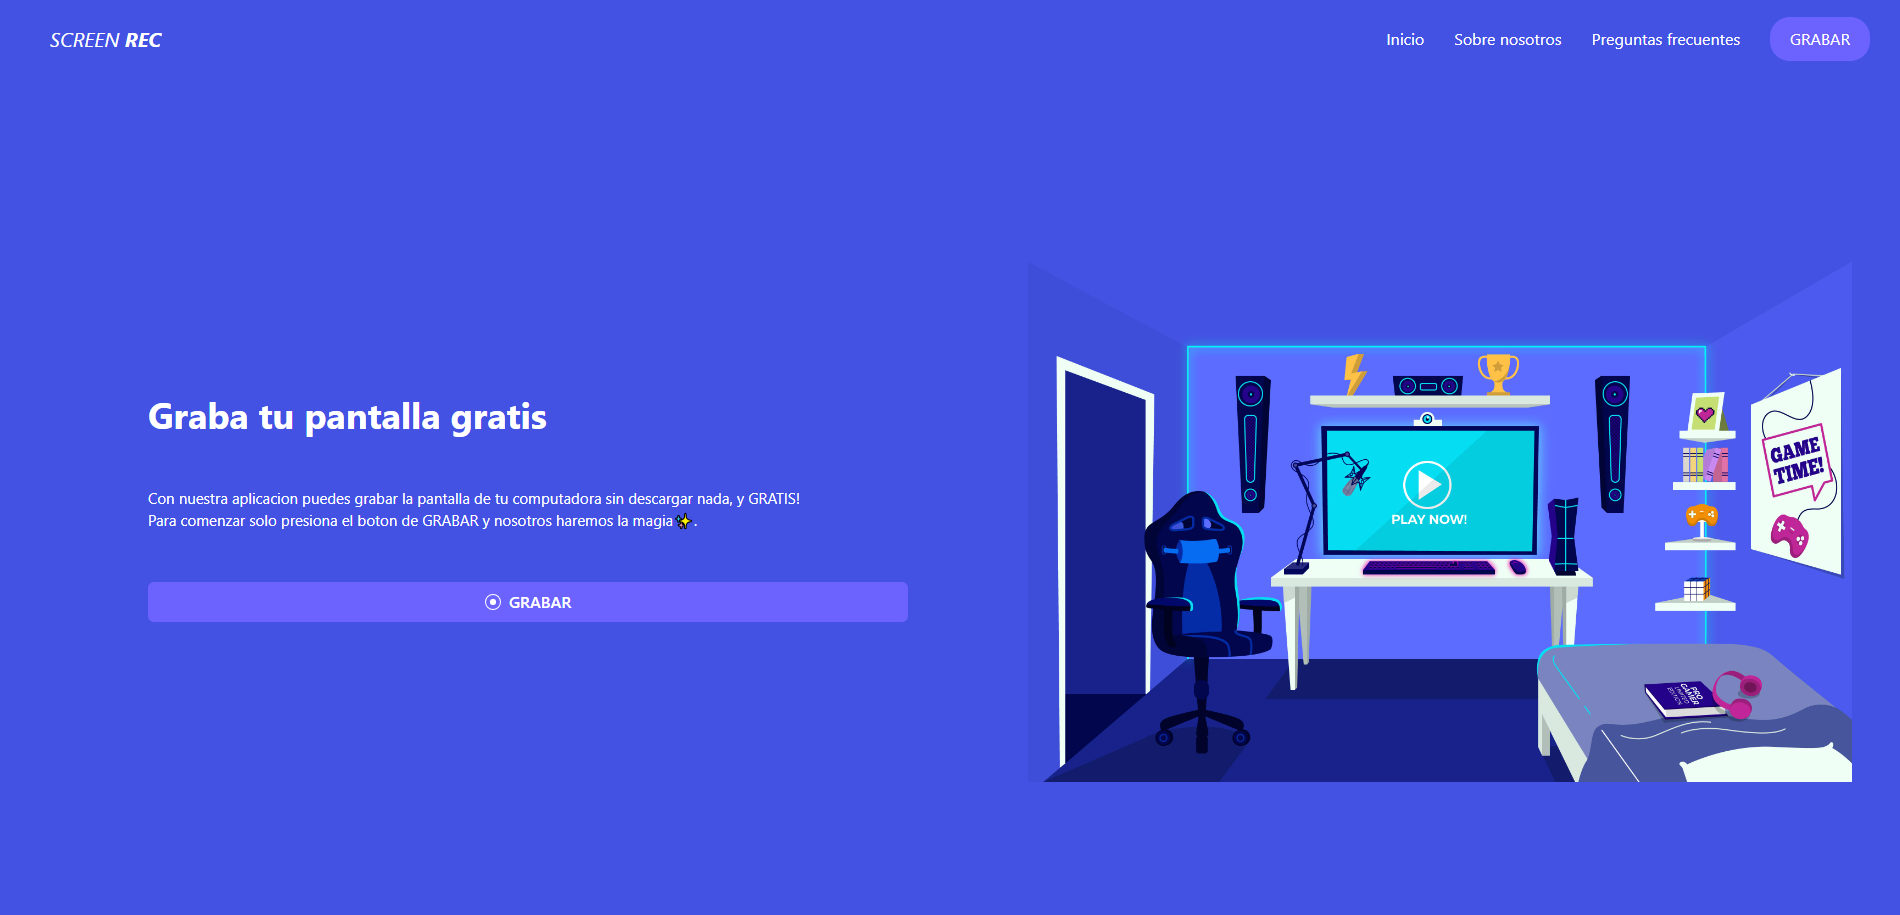 SCREEN REC
Inicio
Sobre nosotros
Preguntas frecuentes
GRABAR
Graba tu pantalla gratis
Con nuestra aplicacion puedes grabar la pantalla de tu computadora sin descargar nada, y GRATIS!
Para comenzar solo presiona el boton de GRABAR y nosotros haremos la magia✨.
GRABAR
PLAY NOW!
GAME
TIME!
PRO
GAMER
LIMITED
EDITION